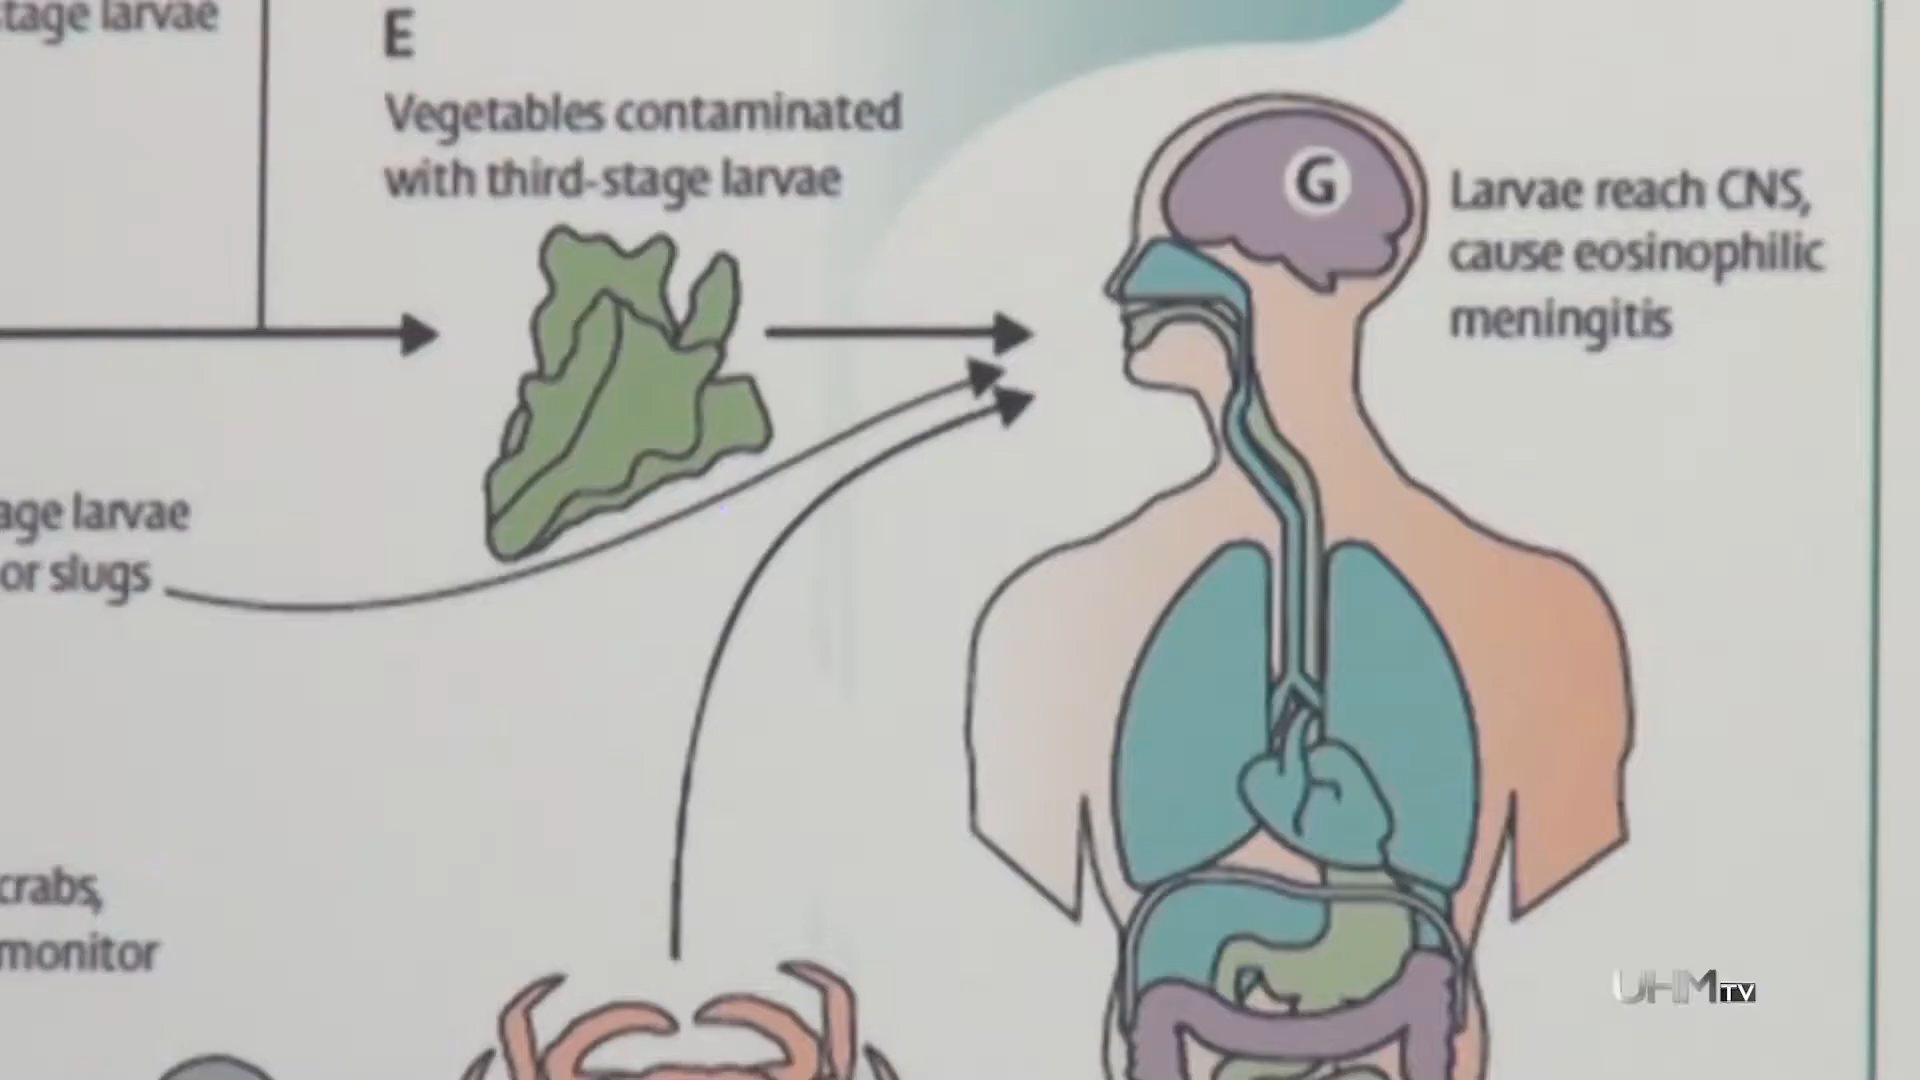 tage larvae
E
Vegetables contaminated
with third-stage larvae
G
Larvae reach CNS,
cause eosinophilic
meningitis
age larvae
or slugs
crabs,
monitor
UHM TV